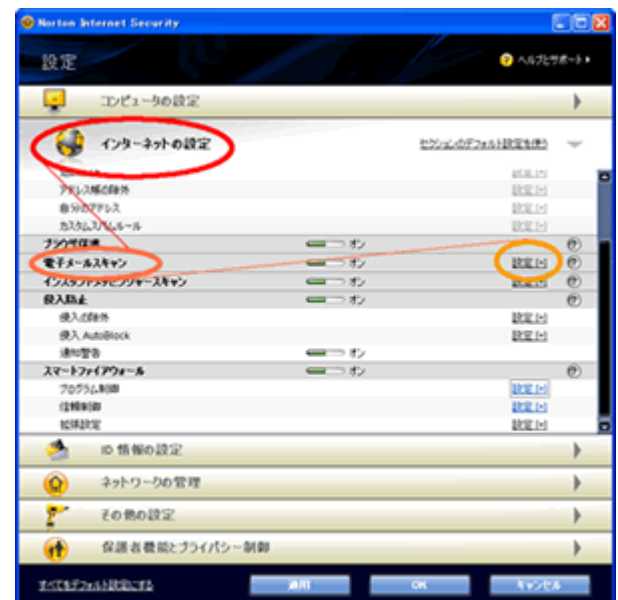 Norton Internet Security
設定
ヘルプとサポート
コンピュータの設定
インターネットの設定
セクションのデフォルト設定を使う
設定 [+]
アドレス帳の除外 設定 [+]
自分のアドレス 設定 [+]
カスタムスパムルール 設定 [+]
オン
電子メールスキャン オン 設定 [+]
インスタントメッセンジャースキャン オン 設定 [+]
侵入防止 オン
侵入の除外 設定 [+]
侵入 AutoBlock 設定 [+]
通知警告 オン
スマートファイアウォール オン
プログラム制御 設定 [+]
信頼制御 設定 [+]
拡張設定 設定 [+]
ID 情報の設定
ネットワークの管理
その他の設定
保護者機能とプライバシー制御
すべてをデフォルト設定にする
適用
OK
キャンセル